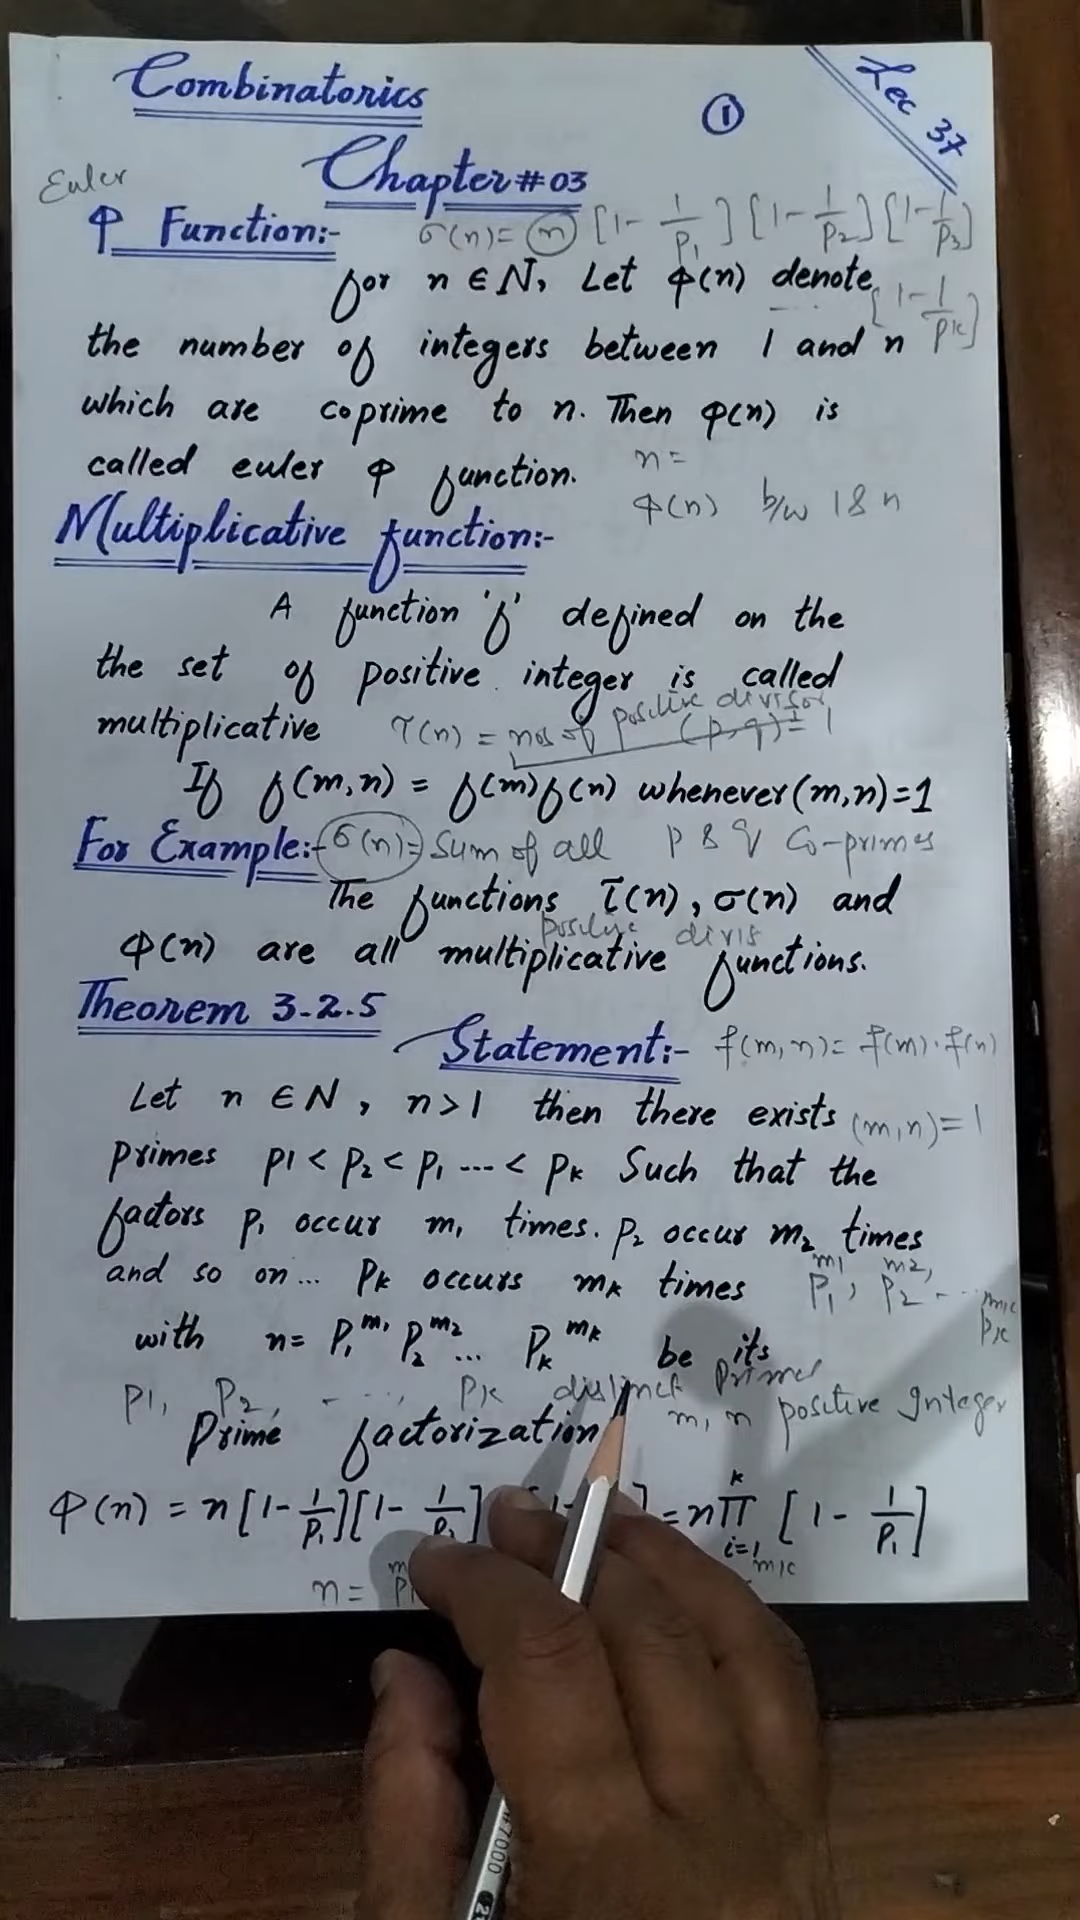 Combinatorics
①
Lec 37
Chapter # 03
Euler
φ Function:-
σ(n) = n [1 - 1/P1] [1 - 1/P2] [1 - 1/P3]
for n ∈ N, Let φ(n) denote
---- [1 - 1/Pk]
the number of integers between 1 and n
which are coprime to n. Then φ(n) is
called euler φ function.
n =
φ(n) b/w 1 & n
Multiplicative function:-
A function 'f' defined on the
the set of positive integer is called
multiplicative
τ(n) = nos of positive divisor
(p, q) = 1
If f(m,n) = f(m)f(n) whenever (m,n)=1
For Example:-
σ(n) = Sum of all
P & q Co-primes
The functions τ(n), σ(n) and
positive divis
φ(n) are all multiplicative functions.
Theorem 3-2.5
Statement:-
f(m,n) = f(m).f(n)
Let n ∈ N, n>1 then there exists
(m,n) = 1
primes p1 < p2 < p1 --- < pk Such that the
factors p1 occur m1 times. p2 occur m2 times
and so on... Pk occurs mk times
P1^m1, P2^m2, --- Pk^mk
with n= P1^m1 P2^m2 ... Pk^mk be its
P1, P2, ----, Pk distinct Primes
m, n positive Integer
Prime factorization
φ(n) = n [1 - 1/P1] [1 - 1/P2] = n ∏ k i=1 [1 - 1/P1]
n = P1 mk
#7000